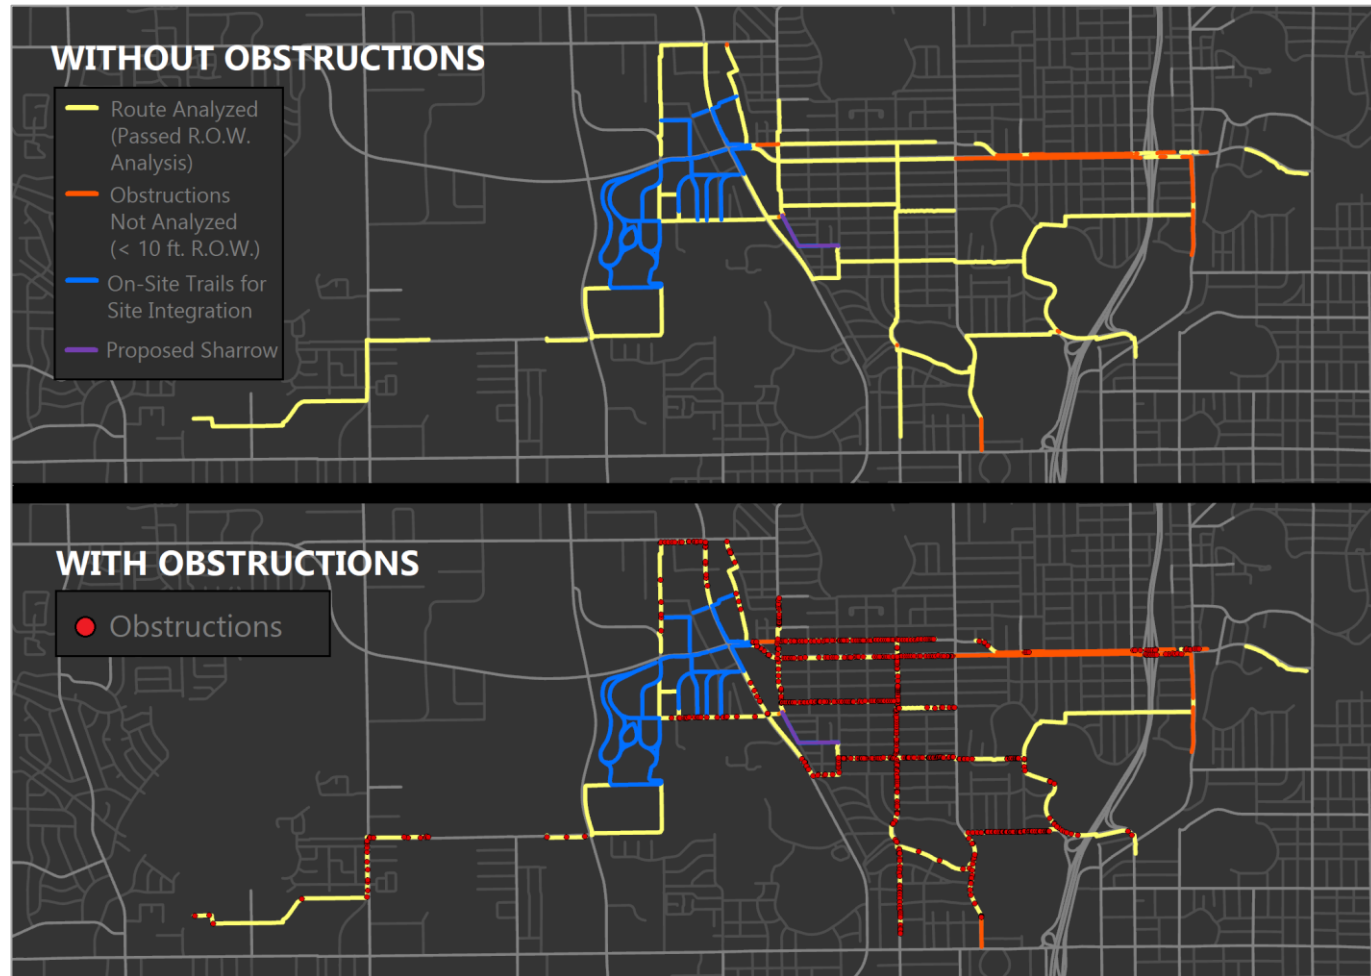 WITHOUT OBSTRUCTIONS
Route Analyzed
(Passed R.O.W.
Analysis)
Obstructions
Not Analyzed
(< 10 ft. R.O.W.)
On-Site Trails for
Site Integration
Proposed Sharrow
WITH OBSTRUCTIONS
Obstructions